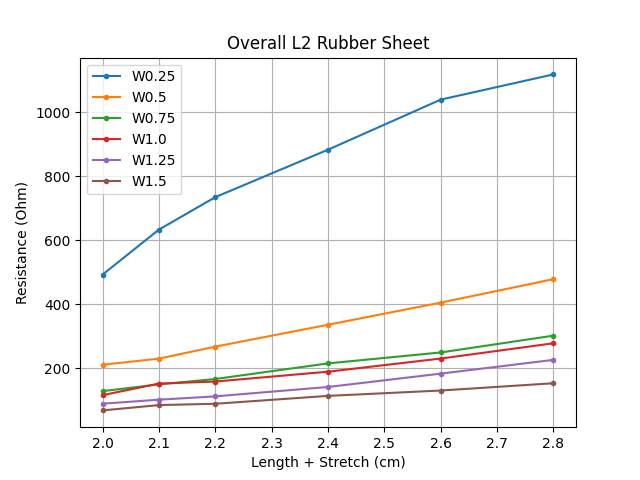 Overall L2 Rubber Sheet
W0.25
W0.5
W0.75
W1.0
W1.25
W1.5
1000
800
600
400
200
Resistance (Ohm)
2.0 2.1 2.2 2.3 2.4 2.5 2.6 2.7 2.8
Length + Stretch (cm)